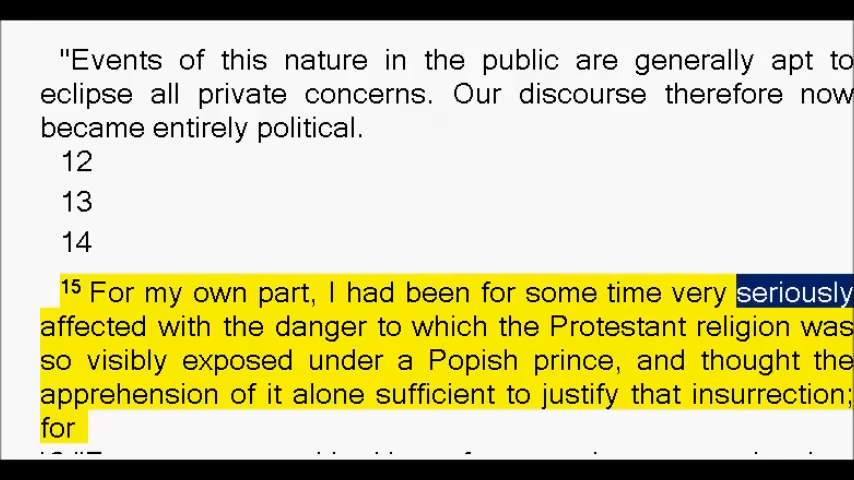 "Events of this nature in the public are generally apt to
eclipse all private concerns. Our discourse therefore now
became entirely political.
12
13
14
15 For my own part, I had been for some time very seriously
affected with the danger to which the Protestant religion was
so visibly exposed under a Popish prince, and thought the
apprehension of it alone sufficient to justify that insurrection;
for